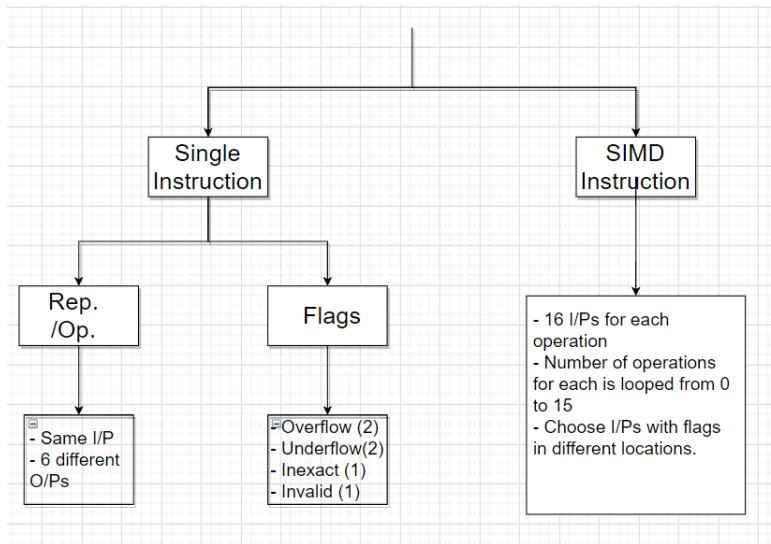 Single
Instruction
SIMD
Instruction
Rep.
/Op.
Flags
- Same I/P
- 6 different
O/Ps
- Overflow (2)
- Underflow(2)
- Inexact (1)
- Invalid (1)
- 16 I/Ps for each
operation
- Number of operations
for each is looped from 0
to 15
- Choose I/Ps with flags
in different locations.